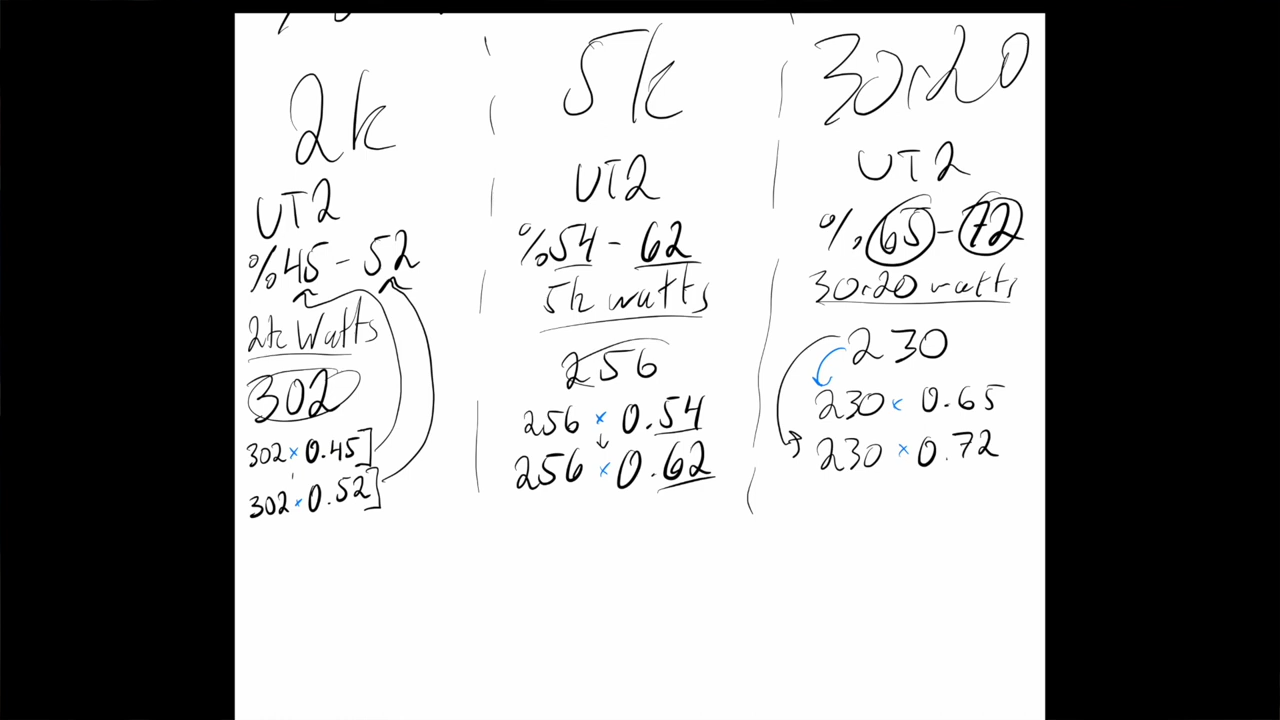 2k
UT2
% 45 - 52
2k Watts
302
302 x 0.45]
302 x 0.52]
5k
UT2
% 54 - 62
5k watts
256
256 x 0.54
256 x 0.62
30r20
UT2
% 65 - 72
30r20 watts
230
230 x 0.65
230 x 0.72